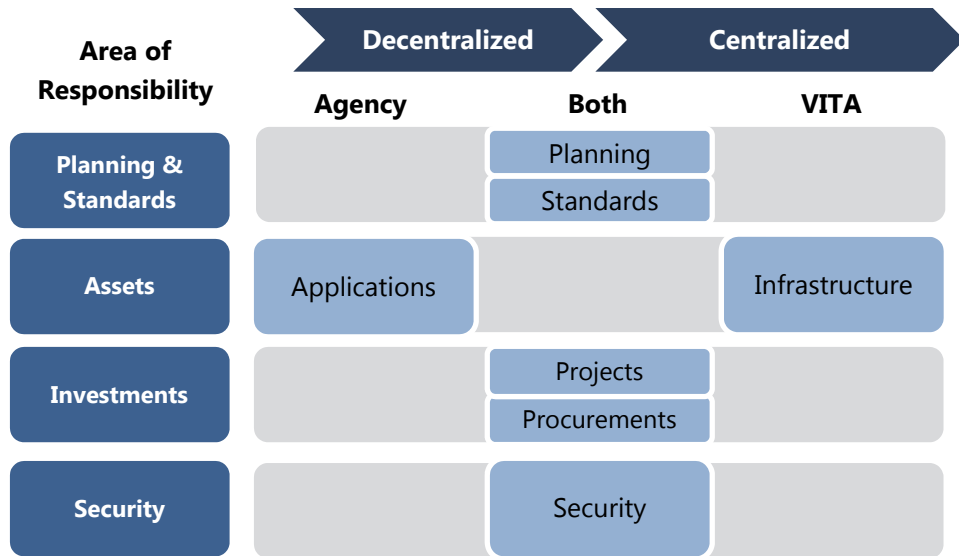 Area of
Responsibility
Decentralized
Centralized
Agency
Both
VITA
Planning &
Standards
Planning
Standards
Assets
Applications
Infrastructure
Investments
Projects
Procurements
Security
Security